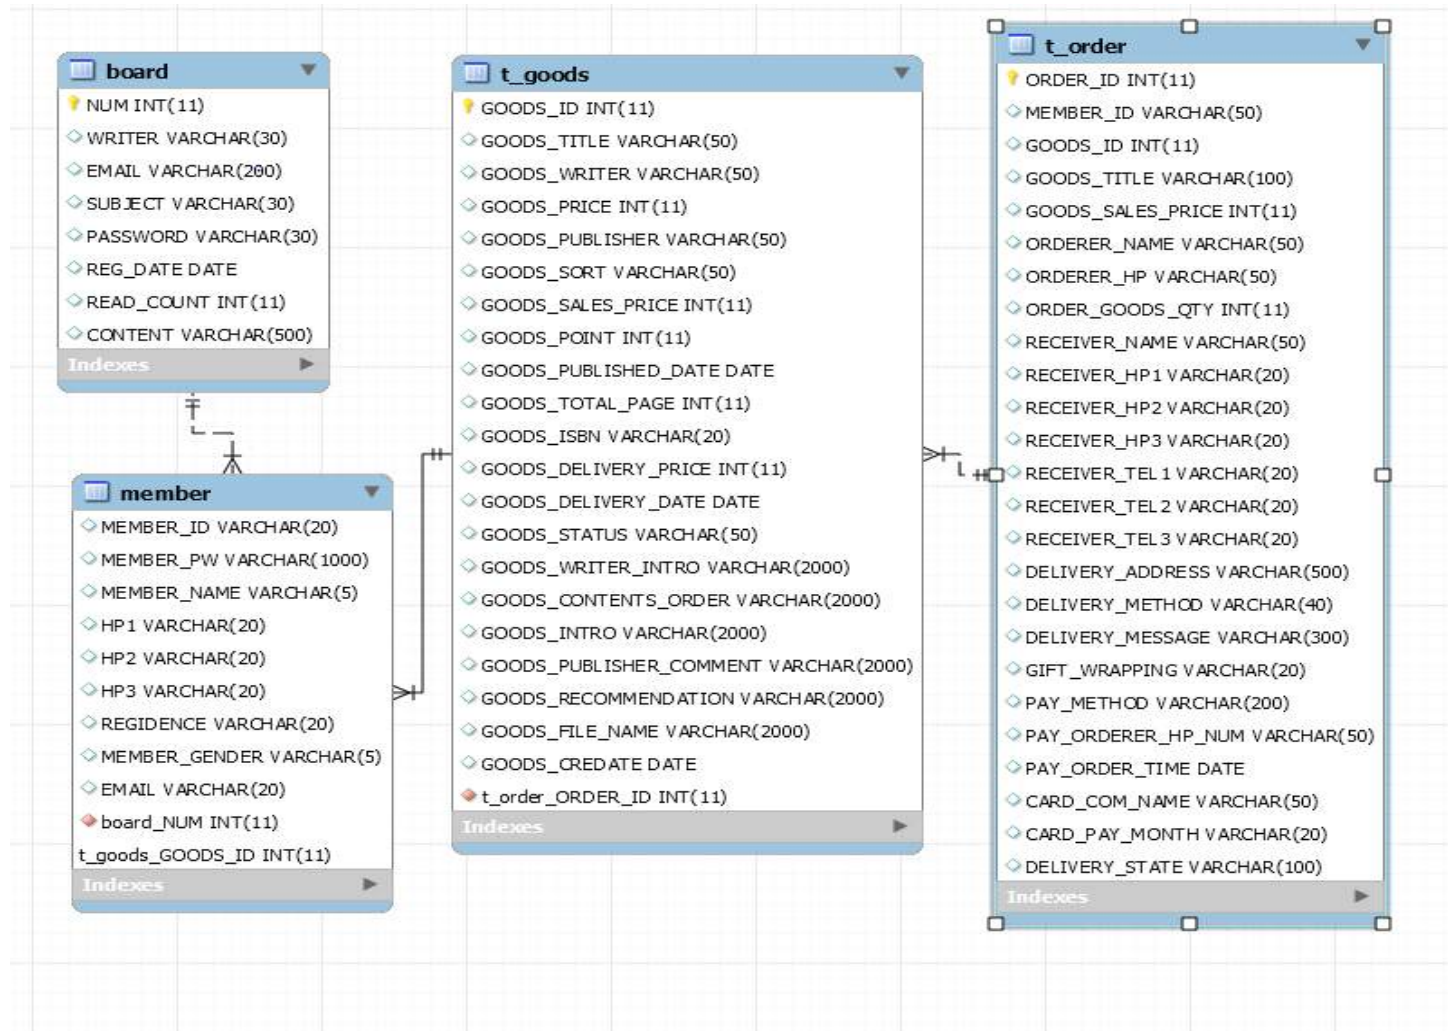 board
NUM INT(11)
WRITER VARCHAR(30)
EMAIL VARCHAR(200)
SUBJECT VARCHAR(30)
PASSWORD VARCHAR(30)
REG_DATE DATE
READ_COUNT INT(11)
CONTENT VARCHAR(500)
Indexes
member
MEMBER_ID VARCHAR(20)
MEMBER_PW VARCHAR(1000)
MEMBER_NAME VARCHAR(5)
HP1 VARCHAR(20)
HP2 VARCHAR(20)
HP3 VARCHAR(20)
REGIDENCE VARCHAR(20)
MEMBER_GENDER VARCHAR(5)
EMAIL VARCHAR(20)
board_NUM INT(11)
t_goods_GOODS_ID INT(11)
Indexes
t_goods
GOODS_ID INT(11)
GOODS_TITLE VARCHAR(50)
GOODS_WRITER VARCHAR(50)
GOODS_PRICE INT(11)
GOODS_PUBLISHER VARCHAR(50)
GOODS_SORT VARCHAR(50)
GOODS_SALES_PRICE INT(11)
GOODS_POINT INT(11)
GOODS_PUBLISHED_DATE DATE
GOODS_TOTAL_PAGE INT(11)
GOODS_ISBN VARCHAR(20)
GOODS_DELIVERY_PRICE INT(11)
GOODS_DELIVERY_DATE DATE
GOODS_STATUS VARCHAR(50)
GOODS_WRITER_INTRO VARCHAR(2000)
GOODS_CONTENTS_ORDER VARCHAR(2000)
GOODS_INTRO VARCHAR(2000)
GOODS_PUBLISHER_COMMENT VARCHAR(2000)
GOODS_RECOMMENDATION VARCHAR(2000)
GOODS_FILE_NAME VARCHAR(2000)
GOODS_CREDATE DATE
t_order_ORDER_ID INT(11)
Indexes
t_order
ORDER_ID INT(11)
MEMBER_ID VARCHAR(50)
GOODS_ID INT(11)
GOODS_TITLE VARCHAR(100)
GOODS_SALES_PRICE INT(11)
ORDERER_NAME VARCHAR(50)
ORDERER_HP VARCHAR(50)
ORDER_GOODS_QTY INT(11)
RECEIVER_NAME VARCHAR(50)
RECEIVER_HP1 VARCHAR(20)
RECEIVER_HP2 VARCHAR(20)
RECEIVER_HP3 VARCHAR(20)
RECEIVER_TEL1 VARCHAR(20)
RECEIVER_TEL2 VARCHAR(20)
RECEIVER_TEL3 VARCHAR(20)
DELIVERY_ADDRESS VARCHAR(500)
DELIVERY_METHOD VARCHAR(40)
DELIVERY_MESSAGE VARCHAR(300)
GIFT_WRAPPING VARCHAR(20)
PAY_METHOD VARCHAR(200)
PAY_ORDERER_HP_NUM VARCHAR(50)
PAY_ORDER_TIME DATE
CARD_COM_NAME VARCHAR(50)
CARD_PAY_MONTH VARCHAR(20)
DELIVERY_STATE VARCHAR(100)
Indexes